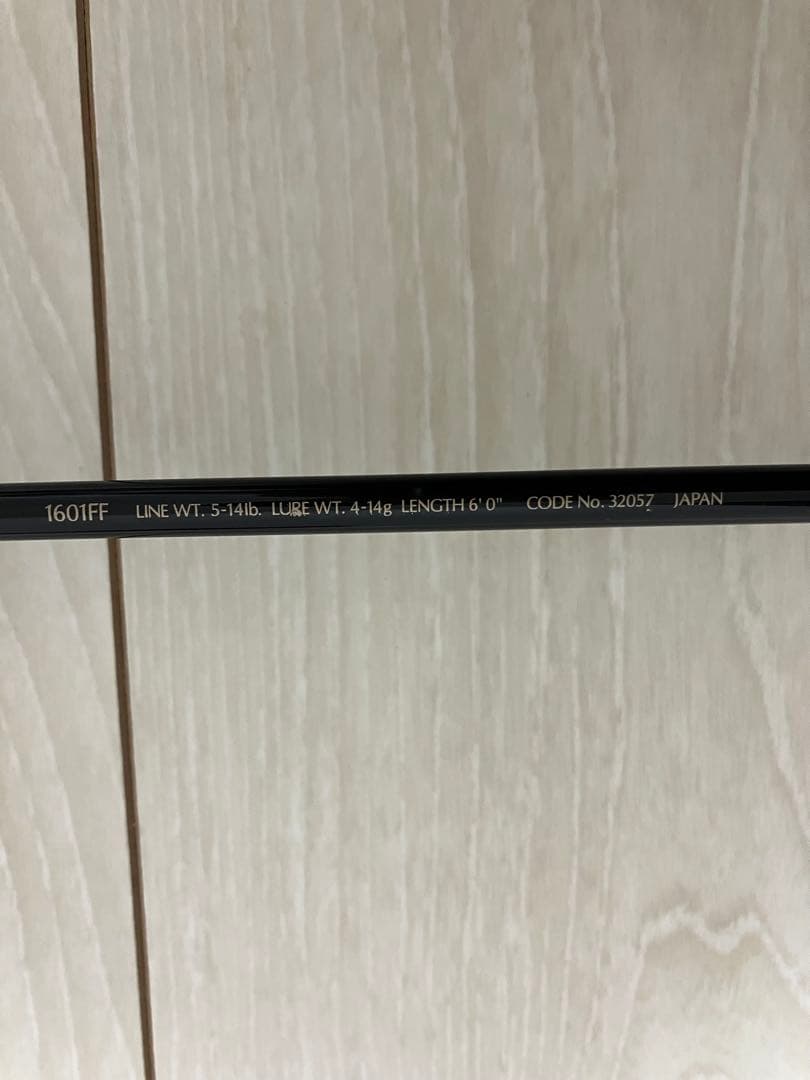 1601FF LINE WT. 5-14lb. LURE WT. 4-14g LENGTH 6' 0" CODE No. 32057 JAPAN